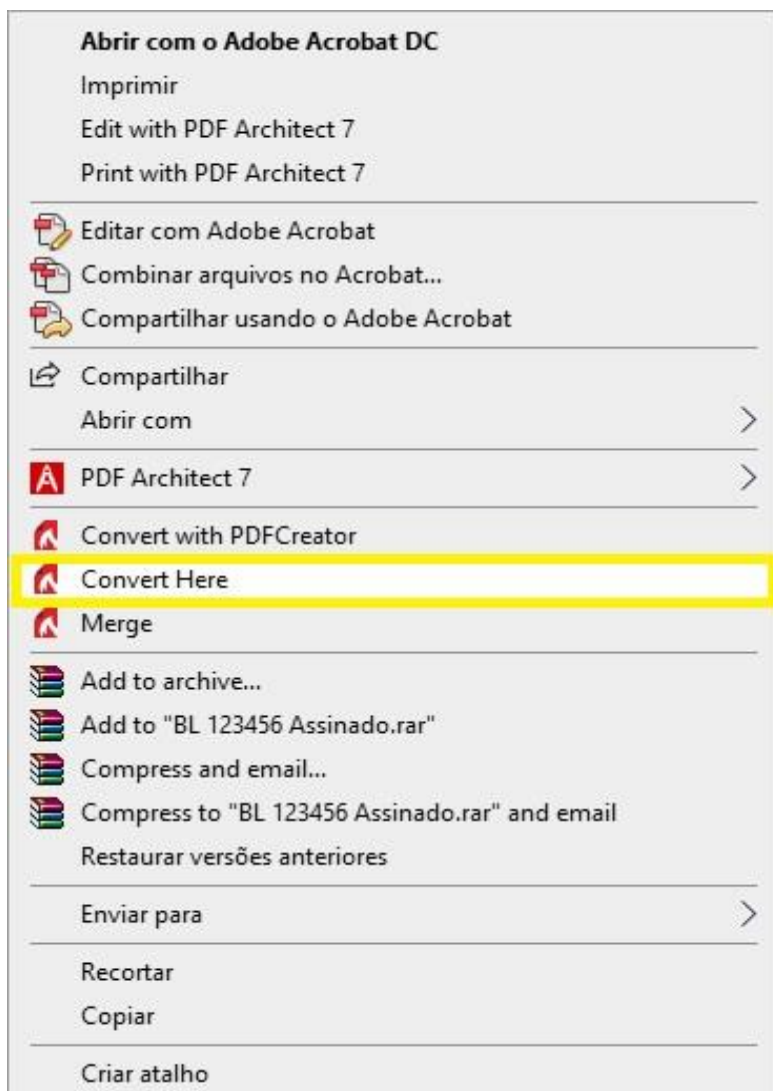 Abrir com o Adobe Acrobat DC
Imprimir
Edit with PDF Architect 7
Print with PDF Architect 7
Editar com Adobe Acrobat
Combinar arquivos no Acrobat...
Compartilhar usando o Adobe Acrobat
Compartilhar
Abrir com
PDF Architect 7
Convert with PDFCreator
Convert Here
Merge
Add to archive...
Add to "BL 123456 Assinado.rar"
Compress and email...
Compress to "BL 123456 Assinado.rar" and email
Restaurar versões anteriores
Enviar para
Recortar
Copiar
Criar atalho